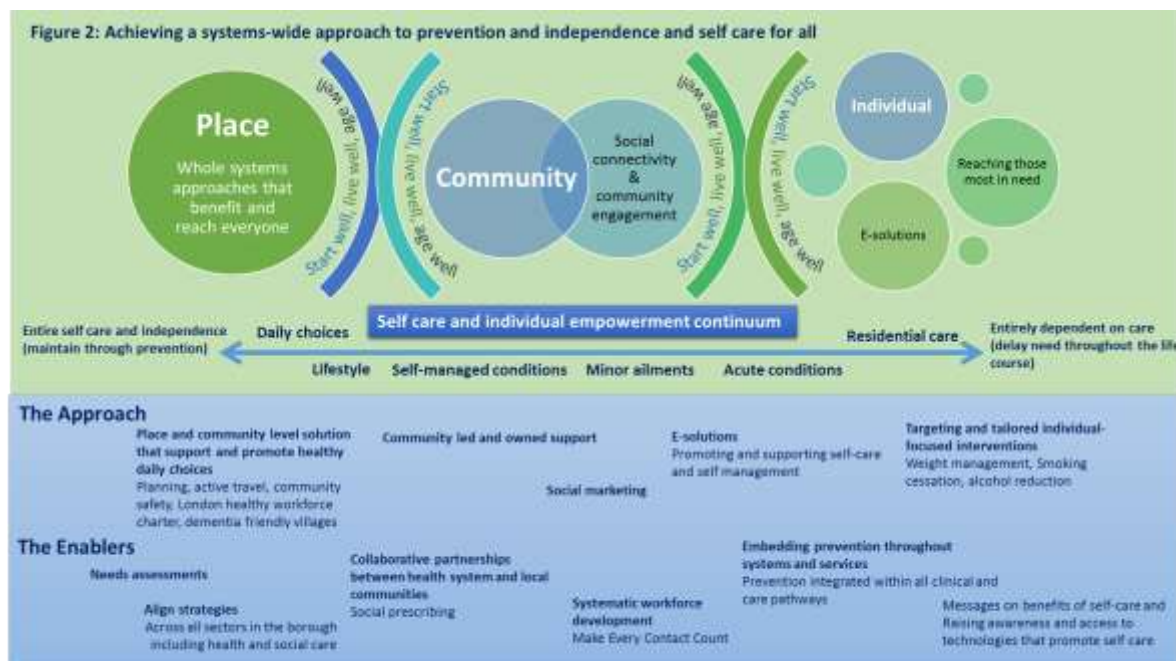 Figure 2: Achieving a systems-wide approach to prevention and independence and self care for all
Place
Whole systems
approaches that
benefit and
reach everyone
Start well, live well, age well
Start well, live well, age well
Community
Social
connectivity
&
community
engagement
Start well, live well, age well
Start well, live well, age well
Individual
Reaching those
most in need
E-solutions
Self care and individual empowerment continuum
Entire self care and independence
(maintain through prevention)
Daily choices
Residential care
Entirely dependent on care
(delay need throughout the life
course)
Lifestyle
Self-managed conditions
Minor ailments
Acute conditions
The Approach
Place and community level solution
that support and promote healthy
daily choices
Planning, active travel, community
safety, London healthy workforce
charter, dementia friendly villages
Community led and owned support
Social marketing
E-solutions
Promoting and supporting self-care
and self management
Targeting and tailored individual-
focused interventions
Weight management, Smoking
cessation, alcohol reduction
The Enablers
Needs assessments
Align strategies
Across all sectors in the borough
including health and social care
Collaborative partnerships
between health system and local
communities
Social prescribing
Systematic workforce
development
Make Every Contact Count
Embedding prevention throughout
systems and services
Prevention integrated within all clinical and
care pathways
Messages on benefits of self-care and
Raising awareness and access to
technologies that promote self care